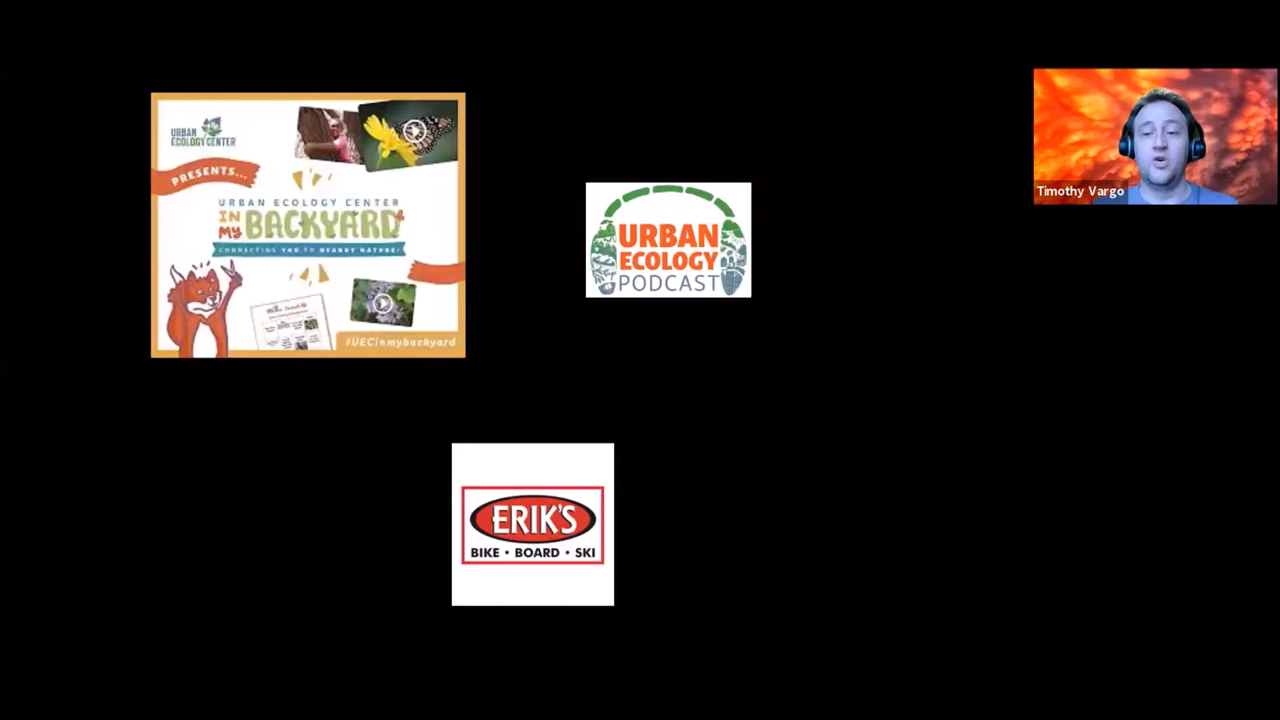 URBAN
ECOLOGY CENTER
PRESENTS...
URBAN ECOLOGY CENTER
IN
MY BACKYARD
CONNECTING YOU TO NEARBY NATURE!
#UECinmybackyard
URBAN
ECOLOGY
PODCAST
Timothy Vargo
ERIK'S
BIKE • BOARD • SKI